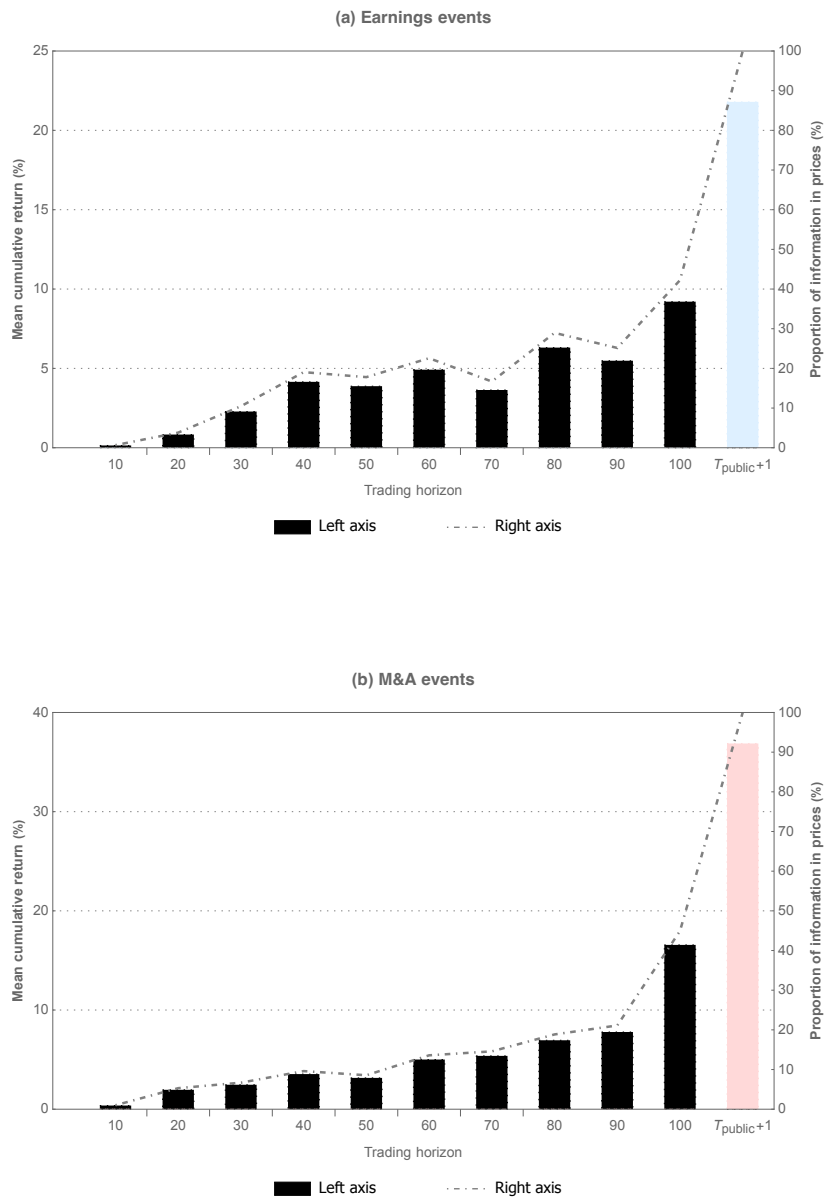 (a) Earnings events
25
20
15
10
5
0
Mean cumulative return (%)
100
90
80
70
60
50
40
30
20
10
0
Proportion of information in prices (%)
10 20 30 40 50 60 70 80 90 100 Tpublic+1
Trading horizon
Left axis Right axis
(b) M&A events
40
30
20
10
0
Mean cumulative return (%)
100
90
80
70
60
50
40
30
20
10
0
Proportion of information in prices (%)
10 20 30 40 50 60 70 80 90 100 Tpublic+1
Trading horizon
Left axis Right axis